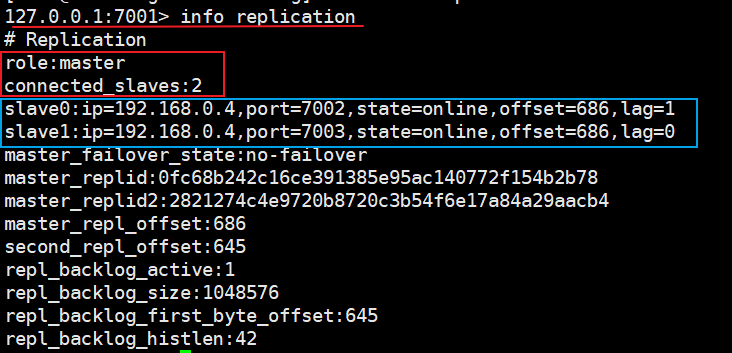 127.0.0.1:7001> info replication
# Replication
role:master
connected_slaves:2
slave0:ip=192.168.0.4,port=7002,state=online,offset=686,lag=1
slave1:ip=192.168.0.4,port=7003,state=online,offset=686,lag=0
master_failover_state:no-failover
master_replid:0fc68b242c16ce391385e95ac140772f154b2b78
master_replid2:2821274c4e9720b8720c3b54f6e17a84a29aacb4
master_repl_offset:686
second_repl_offset:645
repl_backlog_active:1
repl_backlog_size:1048576
repl_backlog_first_byte_offset:645
repl_backlog_histlen:42